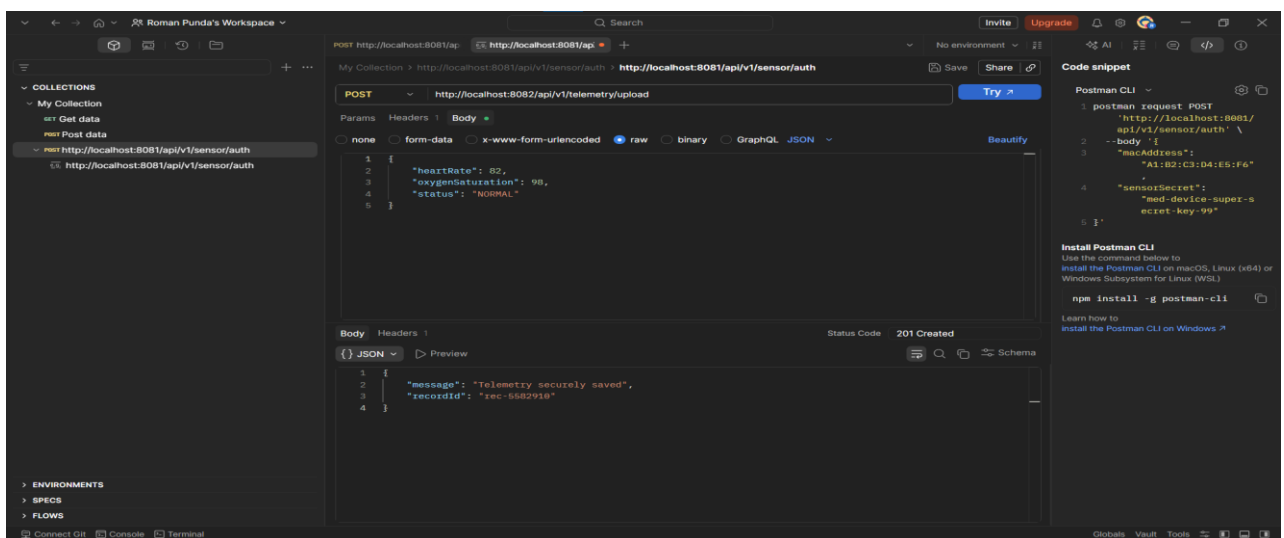 Roman Punda's Workspace
Search
Invite
Upgrade
POST http://localhost:8081/ap
http://localhost:8081/api
No environment
AI
+ ...
My Collection > http://localhost:8081/api/v1/sensor/auth > http://localhost:8081/api/v1/sensor/auth
Save
Share
Code snippet
COLLECTIONS
My Collection
GET Get data
POST Post data
POST http://localhost:8081/api/v1/sensor/auth
http://localhost:8081/api/v1/sensor/auth
POST
http://localhost:8082/api/v1/telemetry/upload
Try
Params Headers 1 Body
none form-data x-www-form-urlencoded raw binary GraphQL JSON
Beautify
1 {
2 "heartRate": 82,
3 "oxygenSaturation": 98,
4 "status": "NORMAL"
5 }
Postman CLI
1 postman request POST
'http://localhost:8081/
api/v1/sensor/auth' \
2 --body '{
3 "macAddress":
"A1:B2:C3:D4:E5:F6"
,
4 "sensorSecret":
"med-device-super-s
ecret-key-99"
5 }'
Install Postman CLI
Use the command below to
install the Postman CLI on macOS, Linux (x64) or
Windows Subsystem for Linux (WSL)
npm install -g postman-cli
Learn how to
install the Postman CLI on Windows
Body Headers 1
Status Code 201 Created
{} JSON
Preview
Schema
1 {
2 "message": "Telemetry securely saved",
3 "recordId": "rec-5582910"
4 }
ENVIRONMENTS
SPECS
FLOWS
Connect Git Console Terminal
Globals Vault Tools